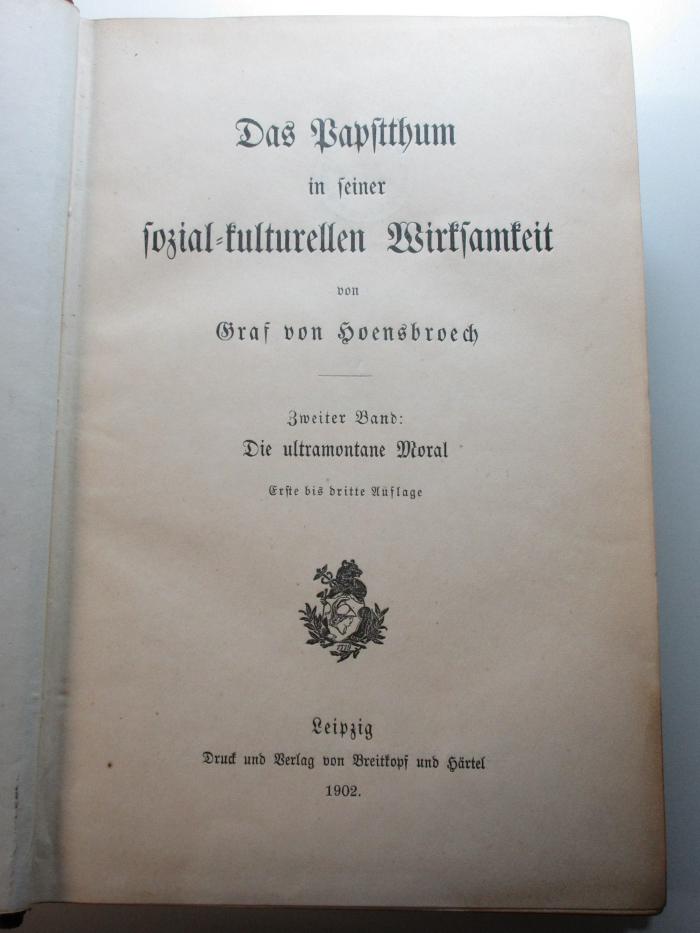 Das Papſtthum
in ſeiner
ſozial-kulturellen Wirkſamkeit
von
Graf von Hoensbroech
Zweiter Band:
Die ultramontane Moral
Erſte bis dritte Auflage
Leipzig
Druck und Verlag von Breitkopf und Härtel
1902.